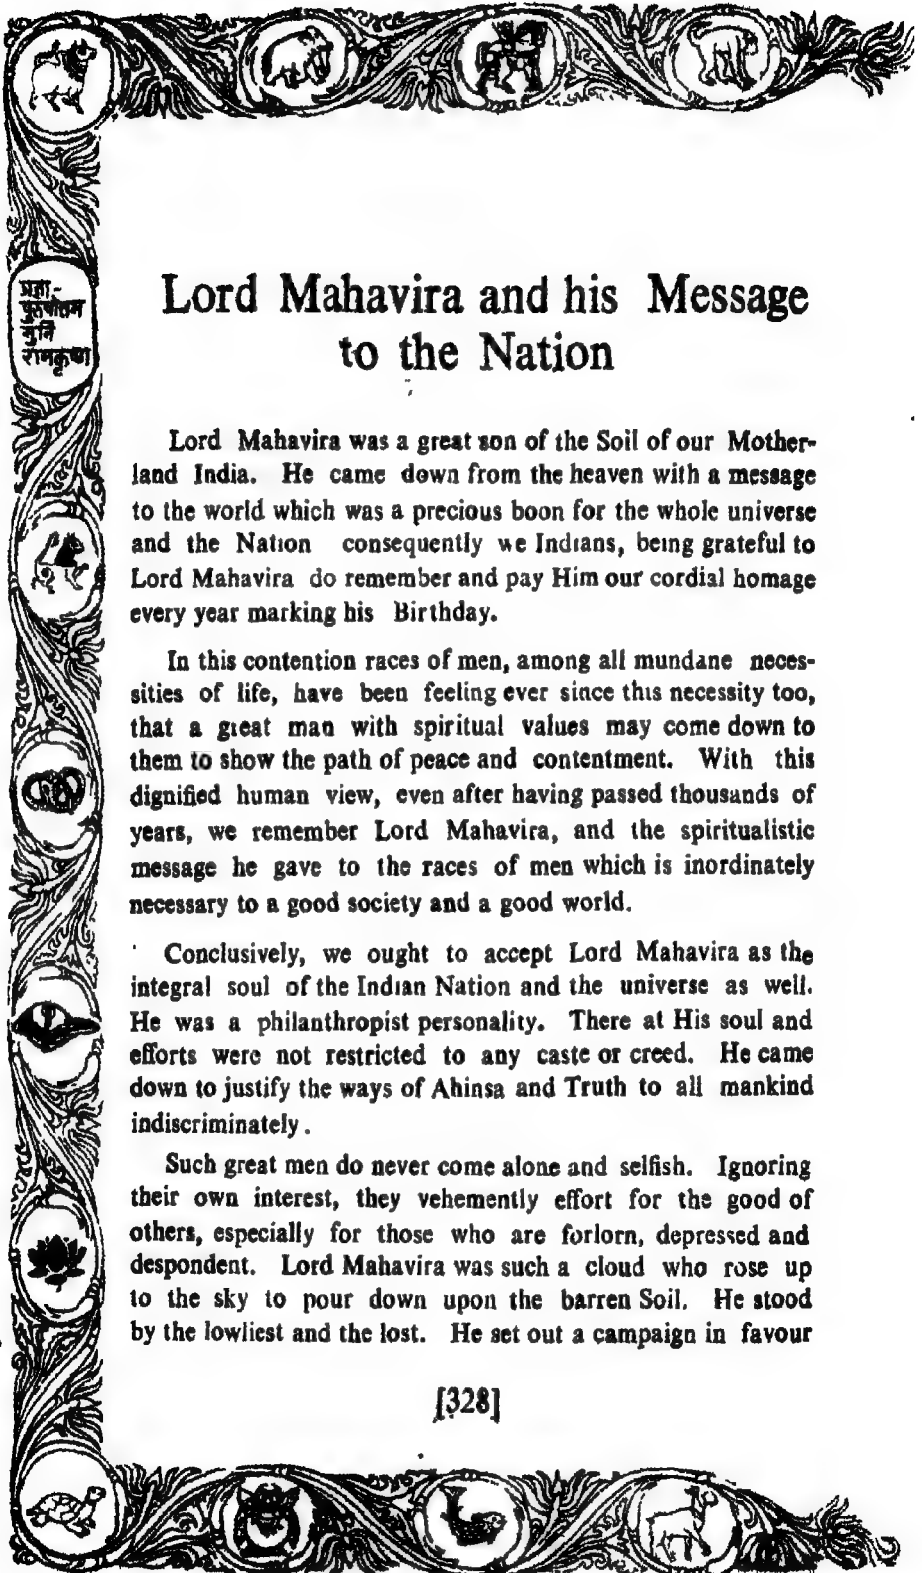 Lord Mahavira and his Message
to the Nation
प्रज्ञा-
पुरुषोत्तम
मुनि
रामकृष्ण
Lord Mahavira was a great son of the Soil of our Mother-
land India. He came down from the heaven with a message
to the world which was a precious boon for the whole universe
and the Nation consequently we Indians, being grateful to
Lord Mahavira do remember and pay Him our cordial homage
every year marking his Birthday.
In this contention races of men, among all mundane neces-
sities of life, have been feeling ever since this necessity too,
that a great man with spiritual values may come down to
them to show the path of peace and contentment. With this
dignified human view, even after having passed thousands of
years, we remember Lord Mahavira, and the spiritualistic
message he gave to the races of men which is inordinately
necessary to a good society and a good world.
Conclusively, we ought to accept Lord Mahavira as the
integral soul of the Indian Nation and the universe as well.
He was a philanthropist personality. There at His soul and
efforts were not restricted to any caste or creed. He came
down to justify the ways of Ahinsa and Truth to all mankind
indiscriminately.
Such great men do never come alone and selfish. Ignoring
their own interest, they vehemently effort for the good of
others, especially for those who are forlorn, depressed and
despondent. Lord Mahavira was such a cloud who rose up
to the sky to pour down upon the barren Soil. He stood
by the lowliest and the lost. He set out a campaign in favour
[328]